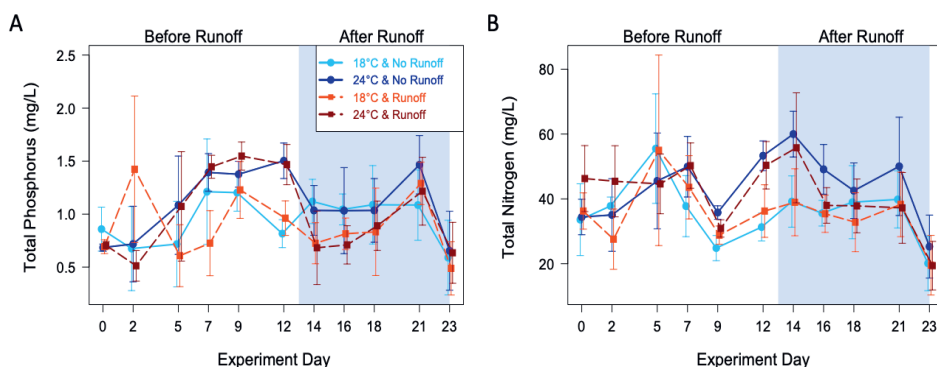 A
Before Runoff
After Runoff
2.5
2.0
1.5
1.0
0.5
Total Phosphorus (mg/L)
18°C & No Runoff
24°C & No Runoff
18°C & Runoff
24°C & Runoff
0 2 5 7 9 12 14 16 18 21 23
Experiment Day
B
Before Runoff
After Runoff
80
60
40
20
Total Nitrogen (mg/L)
0 2 5 7 9 12 14 16 18 21 23
Experiment Day